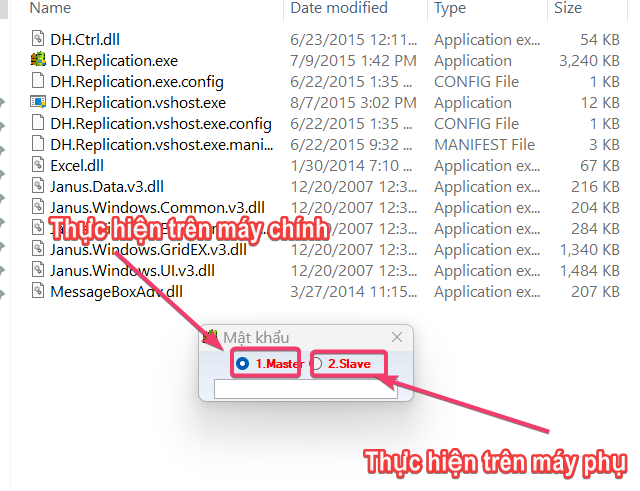 Name Date modified Type Size
DH.Ctrl.dll 6/23/2015 12:11... Application ex... 54 KB
DH.Replication.exe 7/9/2015 1:42 PM Application 3,240 KB
DH.Replication.exe.config 6/22/2015 1:35 ... CONFIG File 1 KB
DH.Replication.vshost.exe 8/7/2015 3:02 PM Application 12 KB
DH.Replication.vshost.exe.config 6/22/2015 1:35 ... CONFIG File 1 KB
DH.Replication.vshost.exe.mani... 6/22/2015 9:32 ... MANIFEST File 3 KB
Excel.dll 1/30/2014 7:10 ... Application ex... 67 KB
Janus.Data.v3.dll 12/20/2007 12:3... Application ex... 216 KB
Janus.Windows.Common.v3.dll 12/20/2007 12:3... Application ex... 204 KB
12/20/2007 12:3... Application ex... 284 KB
Thực hiện trên máy chính
Janus.Windows.GridEX.v3.dll 12/20/2007 12:3... Application ex... 1,340 KB
Janus.Windows.UI.v3.dll 12/20/2007 12:3... Application ex... 1,484 KB
MessageBoxAdv.dll 3/27/2014 11:15... Application ex... 207 KB
Mật khẩu
1.Master 2.Slave
Thực hiện trên máy phụ